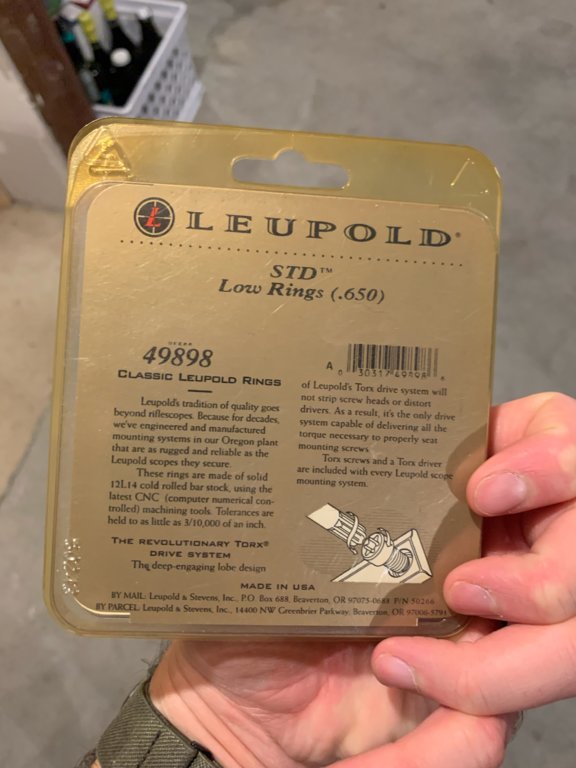 LEUPOLD®
STD™
Low Rings (.650)
49898
CLASSIC LEUPOLD RINGS
Leupold's tradition of quality goes
beyond riflescopes. Because for decades,
we've engineered and manufactured
mounting systems in our Oregon plant
that are as rugged and reliable as the
Leupold scopes they secure.
These rings are made of solid
12L14 cold rolled bar stock, using the
latest CNC (computer numerical con-
trolled) machining tools. Tolerances are
held to as little as 3/10,000 of an inch.
THE REVOLUTIONARY TORX®
DRIVE SYSTEM
The deep-engaging lobe design
A
0 30317 49898 8
of Leupold's Torx drive system will
not strip screw heads or distort
drivers. As a result, it's the only drive
system capable of delivering all the
torque necessary to properly seat
mounting screws.
Torx screws and a Torx driver
are included with every Leupold scope
mounting system.
MADE IN USA
BY MAIL: Leupold & Stevens, Inc., P.O. Box 688, Beaverton, OR 97075-0688 P/N 50266
BY PARCEL: Leupold & Stevens, Inc., 14400 NW Greenbrier Parkway, Beaverton, OR 97006-5791